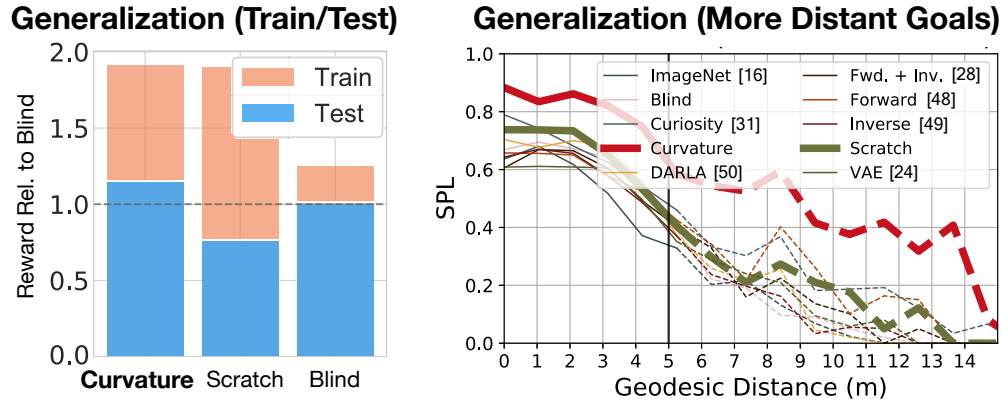 Generalization (Train/Test)
2.0
1.5
1.0
0.5
0.0
Reward Rel. to Blind
Train
Test
Curvature
Scratch
Blind
Generalization (More Distant Goals)
1.0
0.8
0.6
0.4
0.2
0.0
SPL
ImageNet [16]
Blind
Curiosity [31]
Curvature
DARLA [50]
Fwd. + Inv. [28]
Forward [48]
Inverse [49]
Scratch
VAE [24]
0 1 2 3 4 5 6 7 8 9 10 11 12 13 14
Geodesic Distance (m)